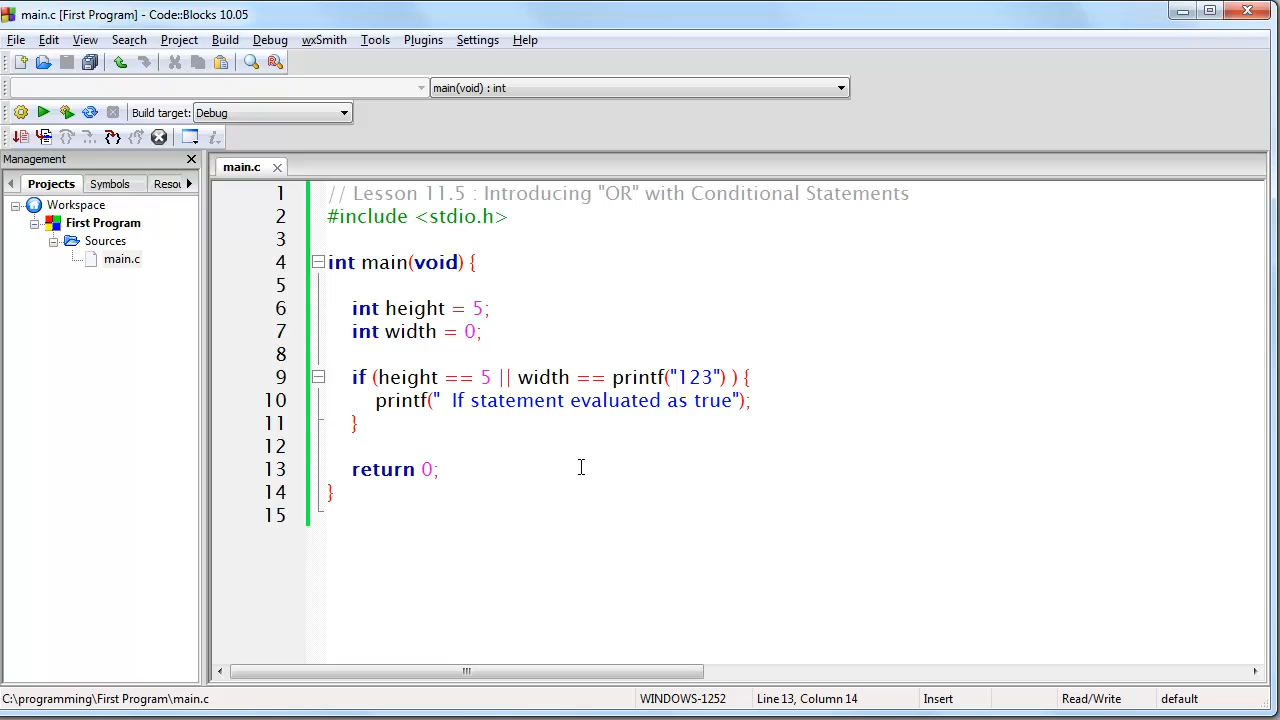 main.c [First Program] - Code::Blocks 10.05
File Edit View Search Project Build Debug wxSmith Tools Plugins Settings Help
main(void) : int
Build target: Debug
Management
main.c
Projects Symbols Resou
Workspace
First Program
Sources
main.c
1 // Lesson 11.5 : Introducing "OR" with Conditional Statements
2 #include <stdio.h>
3
4 int main(void) {
5
6 int height = 5;
7 int width = 0;
8
9 if (height == 5 || width == printf("123") ) {
10 printf("  If statement evaluated as true");
11 }
12
13 return 0;
14 }
15
C:\programming\First Program\main.c WINDOWS-1252 Line 13, Column 14 Insert Read/Write default